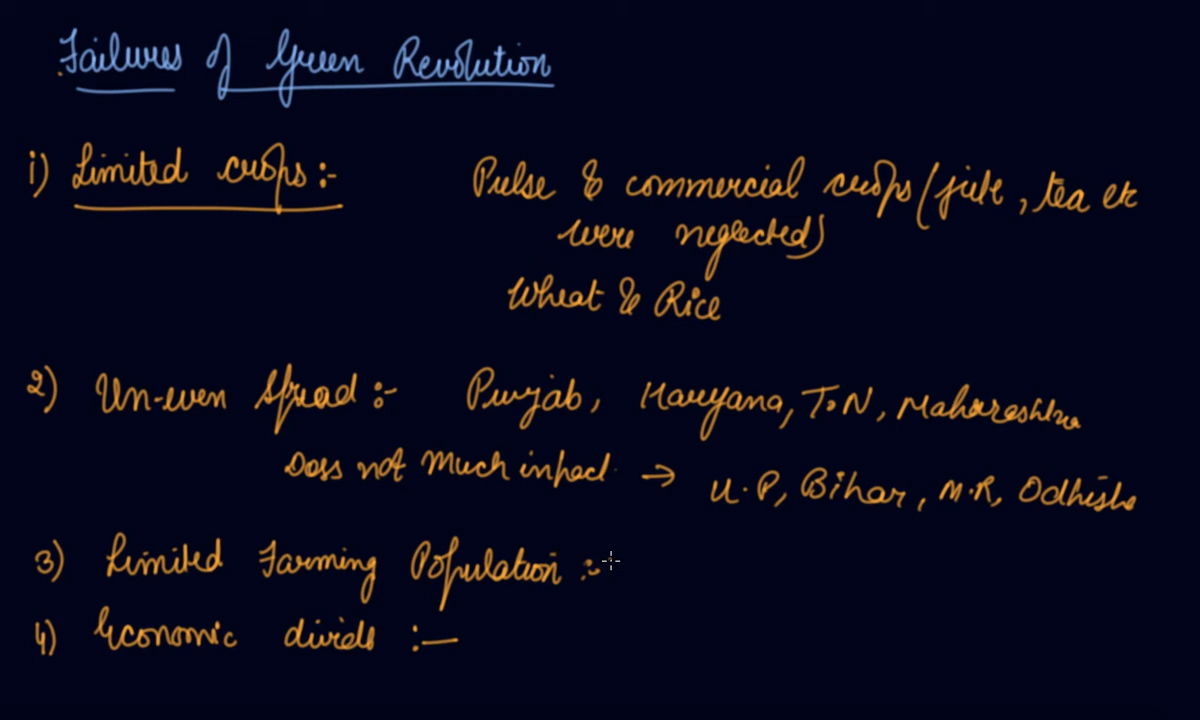 Failures of Green Revolution
i) Limited crops :- Pulse & commercial crops (jute, tea etc
were neglected)
Wheat & Rice
2) Un-even Spread :- Punjab, Haryana, T.N, Maharashtra
Does not Much inpact → U.P, Bihar, M.P, Odhisha
3) Limited Farming Population :-
4) Economic divide :-